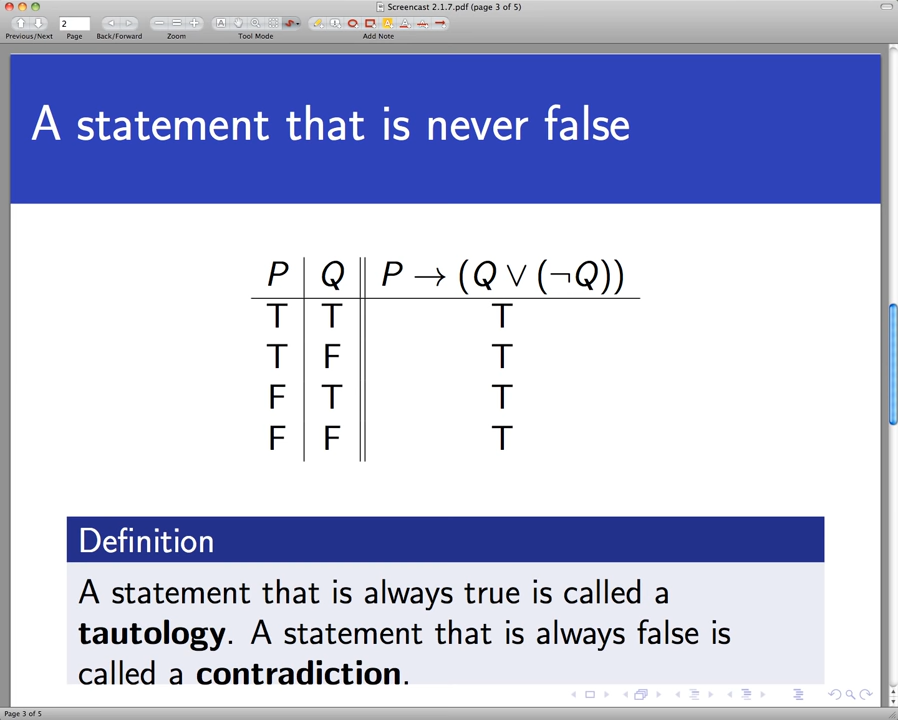 Screencast 2.1.7.pdf (page 3 of 5)
2
Previous/Next Page Back/Forward Zoom Tool Mode Add Note
A statement that is never false
P Q P → (Q ∨ (¬Q))
T T T
T F T
F T T
F F T
Definition
A statement that is always true is called a
tautology. A statement that is always false is
called a contradiction.
Page 3 of 5